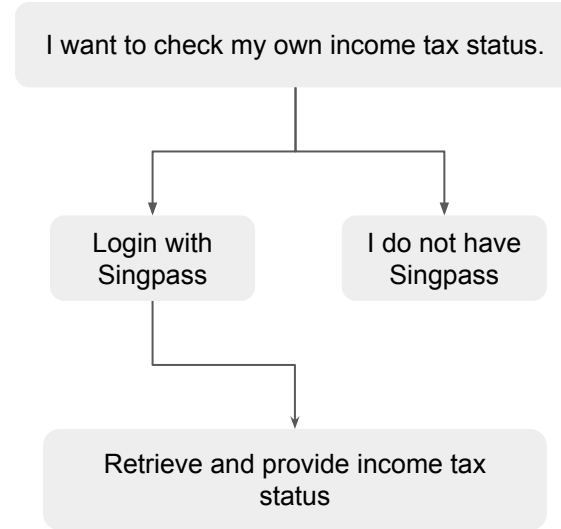 I want to check my own income tax status.
Login with
Singpass
I do not have
Singpass
Retrieve and provide income tax
status